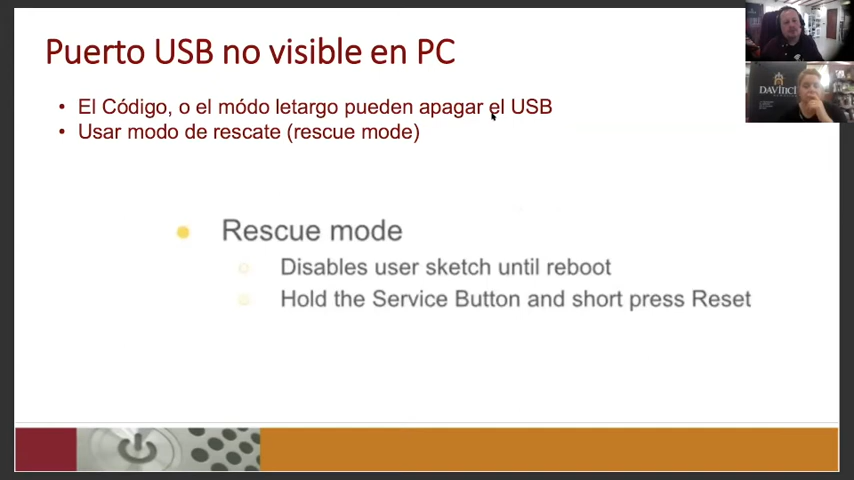 Puerto USB no visible en PC
• El Código, o el módo letargo pueden apagar el USB
• Usar modo de rescate (rescue mode)
Rescue mode
Disables user sketch until reboot
Hold the Service Button and short press Reset
DAVINCI